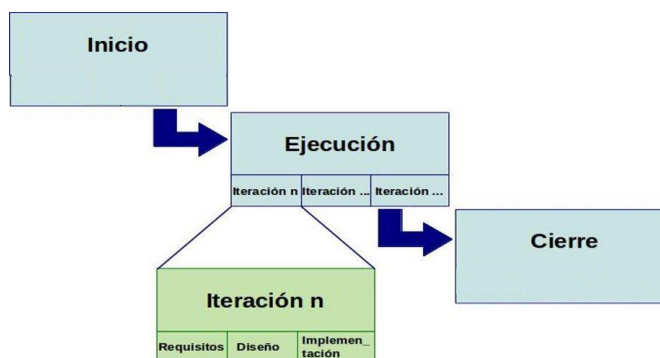 Inicio
Ejecución
Iteración n
Iteración ...
Iteración ...
Cierre
Iteración n
Requisitos
Diseño
Implemen_
tación